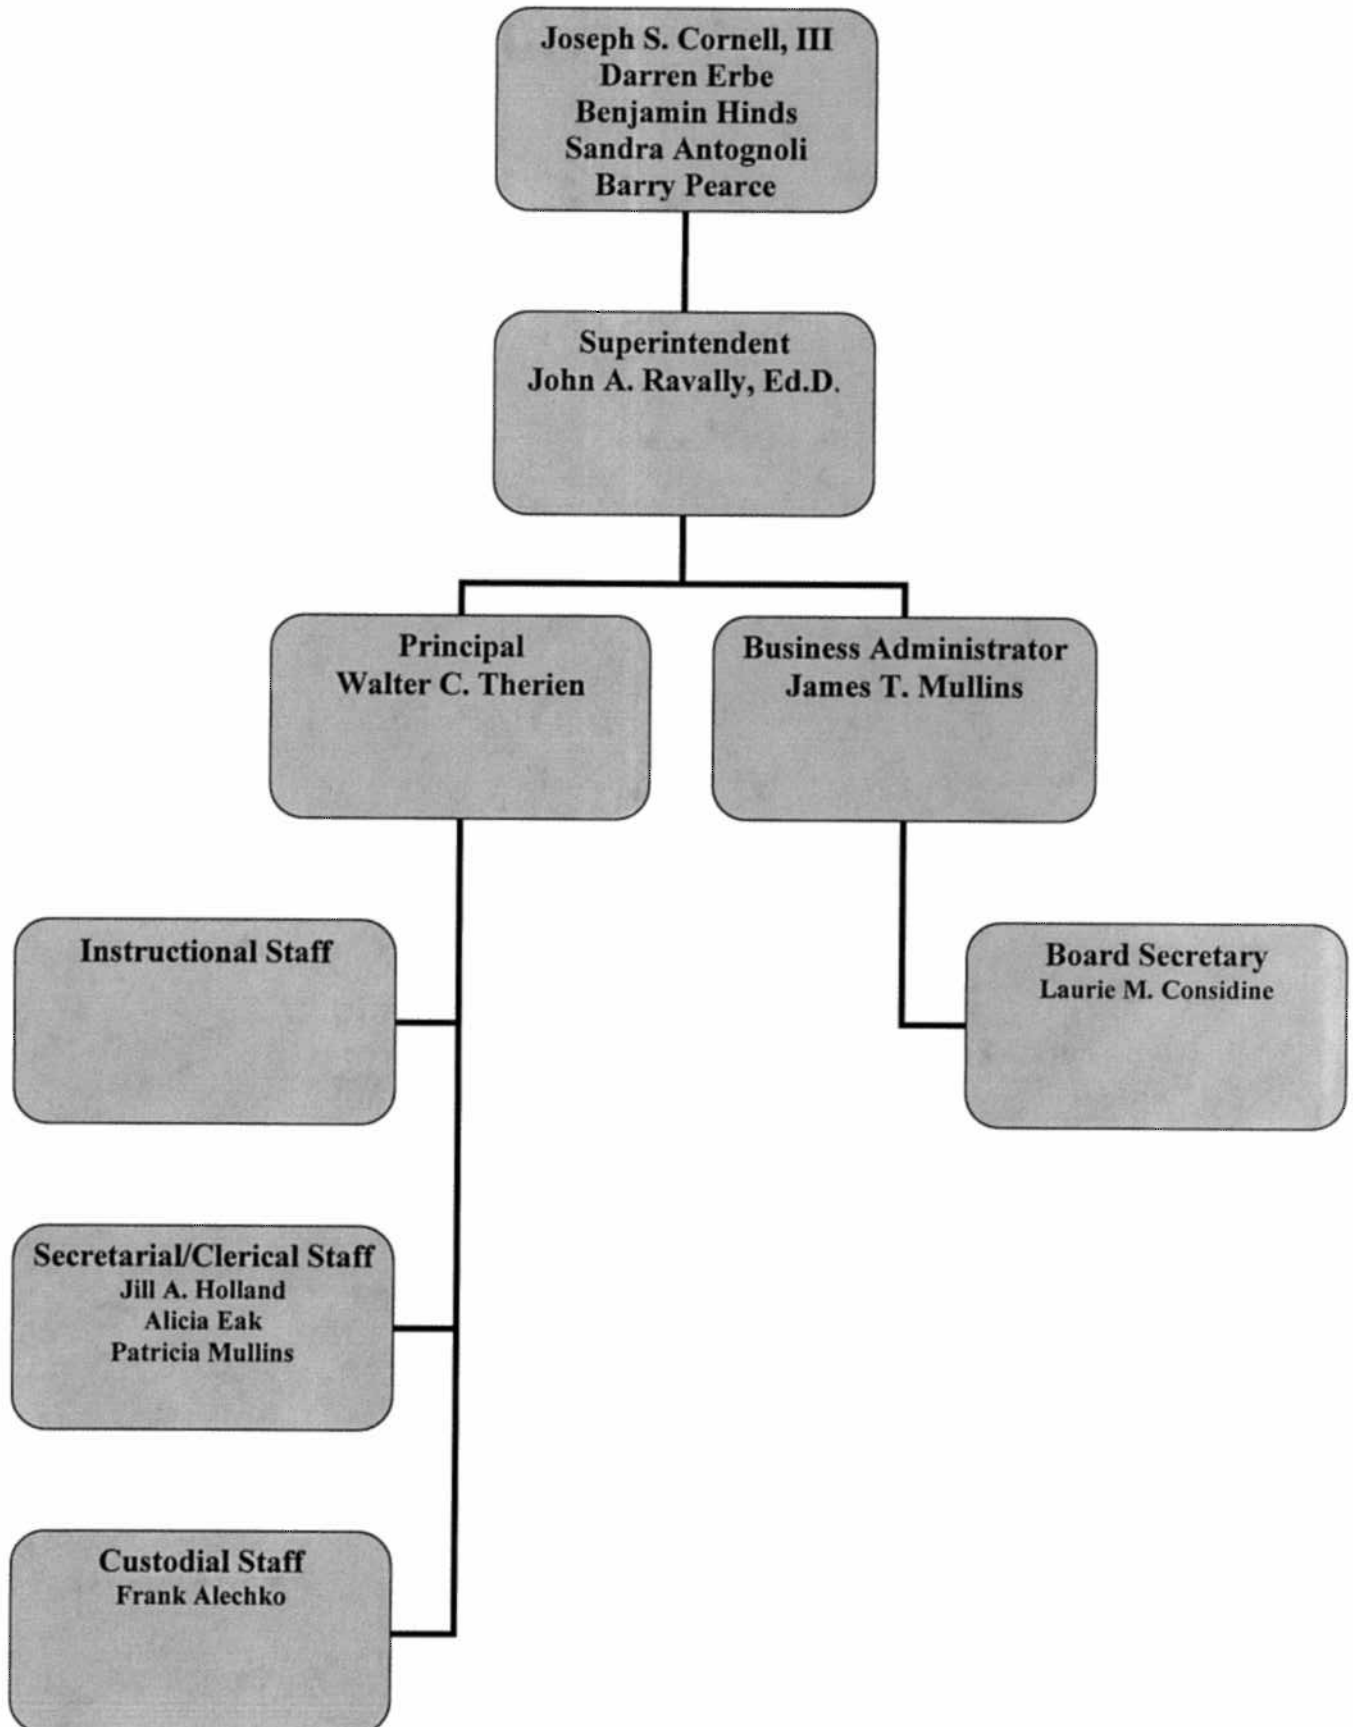 Joseph S. Cornell, III
Darren Erbe
Benjamin Hinds
Sandra Antognoli
Barry Pearce
Superintendent
John A. Ravally, Ed.D.
Principal
Walter C. Therien
Business Administrator
James T. Mullins
Instructional Staff
Board Secretary
Laurie M. Considine
Secretarial/Clerical Staff
Jill A. Holland
Alicia Eak
Patricia Mullins
Custodial Staff
Frank Alechko